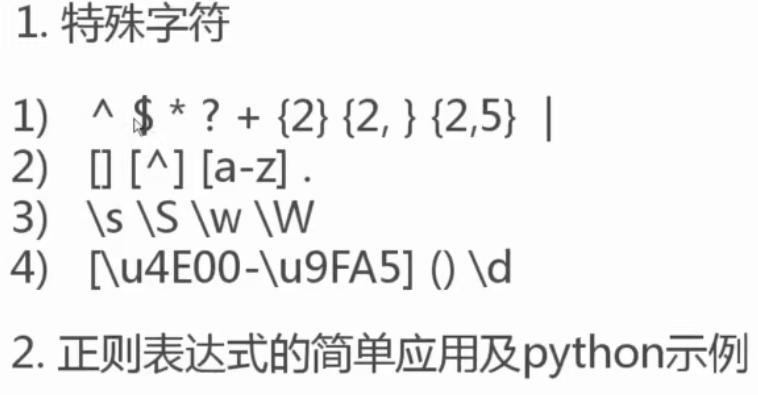 1. 特殊字符
1) ^ $ * ? + {2} {2, } {2,5} |
2) [] [^] [a-z] .
3) \s \S \w \W
4) [\u4E00-\u9FA5] () \d
2. 正则表达式的简单应用及python示例